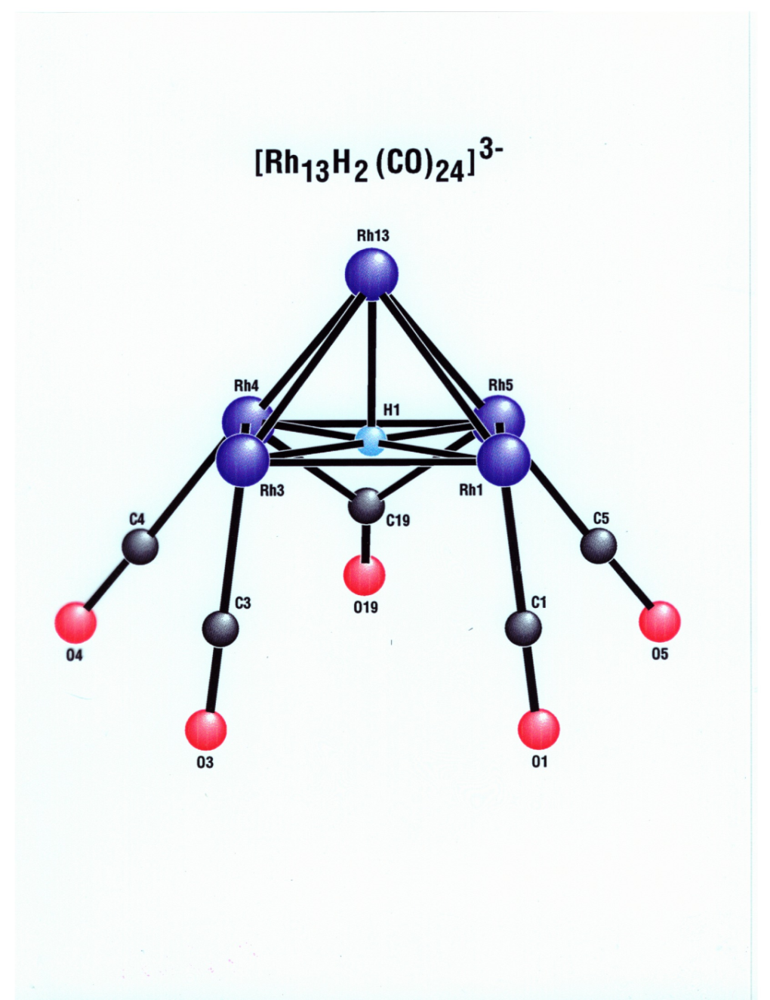 [Rh₁₃H₂(CO)₂₄]³⁻
Rh13
Rh4
Rh5
H1
Rh3
Rh1
C4
C19
C5
C3
O19
C1
O4
O5
O3
O1